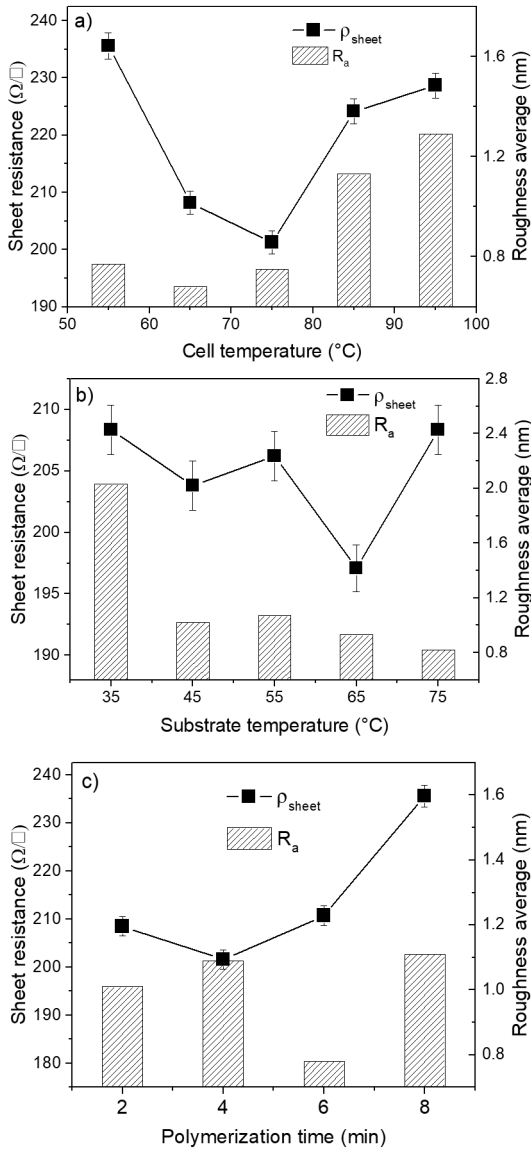 a)
ρsheet
Ra
Sheet resistance (Ω/□)
240
230
220
210
200
190
Roughness average (nm)
1.6
1.2
0.8
50 60 70 80 90 100
Cell temperature (°C)
b)
ρsheet
Ra
Sheet resistance (Ω/□)
210
205
200
195
190
Roughness average (nm)
2.8
2.4
2.0
1.6
1.2
0.8
35 45 55 65 75
Substrate temperature (°C)
c)
ρsheet
Ra
Sheet resistance (Ω/□)
240
230
220
210
200
190
180
Roughness average (nm)
1.6
1.4
1.2
1.0
0.8
2 4 6 8
Polymerization time (min)